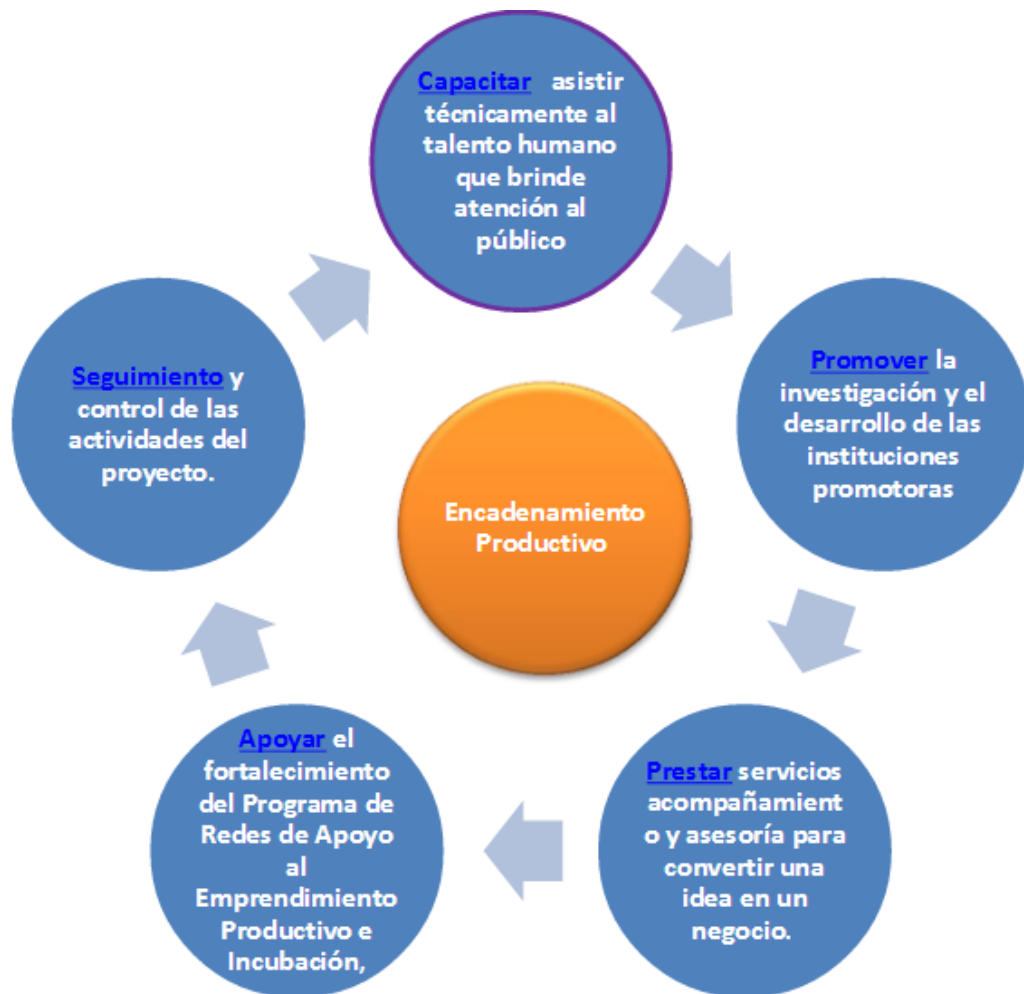 Capacitar asistir
técnicamente al
talento humano
que brinde
atención al
público
Promover la
investigación y el
desarrollo de las
instituciones
promotoras
Prestar servicios
acompañamient
o y asesoría para
convertir una
idea en un
negocio.
Apoyar el
fortalecimiento
del Programa de
Redes de Apoyo
al
Emprendimiento
Productivo e
Incubación,
Seguimiento y
control de las
actividades del
proyecto.
Encadenamiento
Productivo